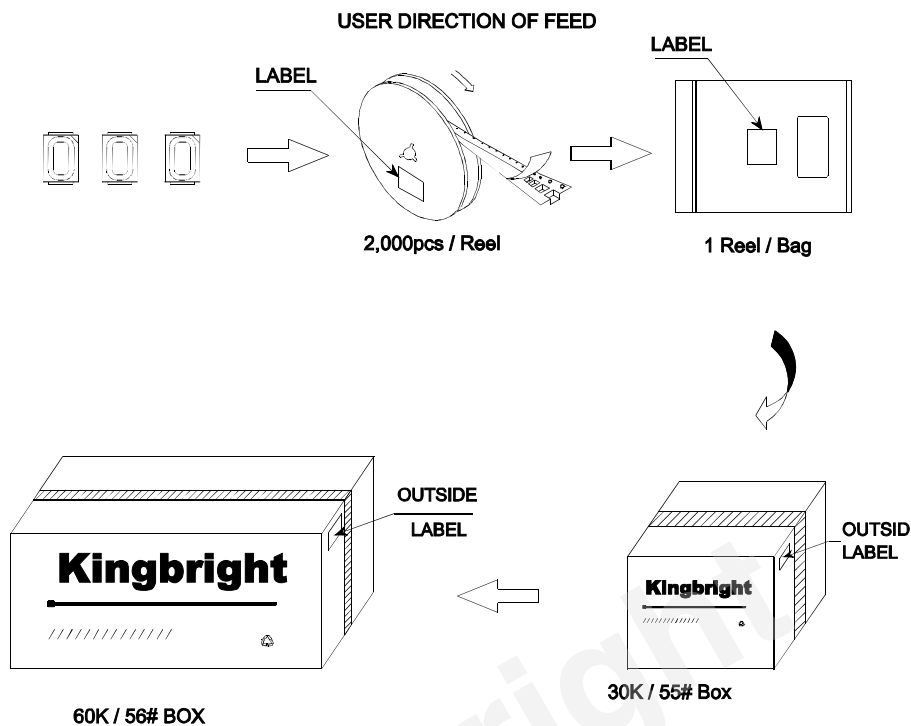 USER DIRECTION OF FEED
LABEL
LABEL
2,000pcs / Reel
1 Reel / Bag
OUTSIDE
LABEL
Kingbright
60K / 56# BOX
OUTSID
LABEL
Kingbright
30K / 55# Box
right